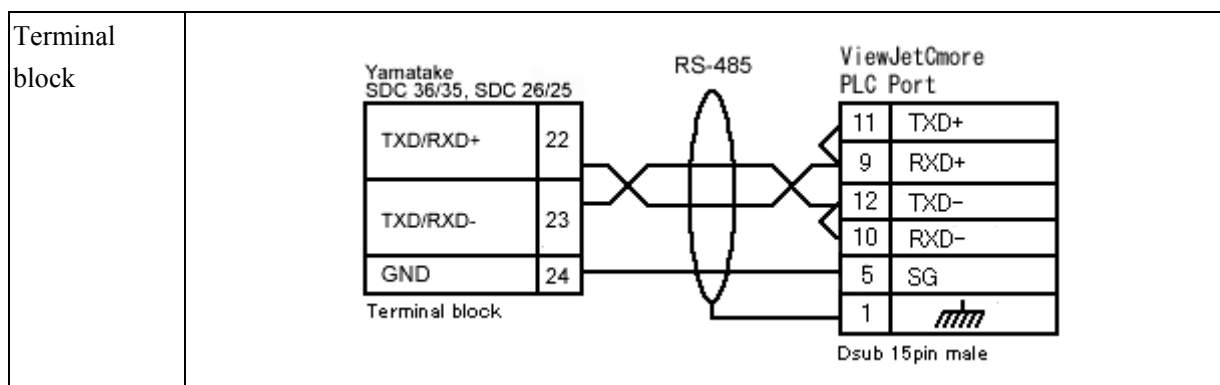 Terminal
block
Yamatake
SDC 36/35, SDC 26/25
RS-485
ViewJetCmore
PLC Port
TXD/RXD+ 22
TXD/RXD- 23
GND 24
Terminal block
11 TXD+
9 RXD+
12 TXD-
10 RXD-
5 SG
1
Dsub 15pin male